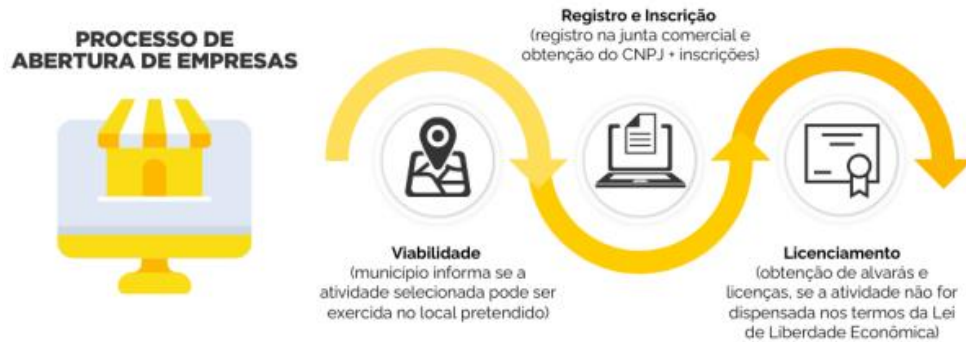 PROCESSO DE
ABERTURA DE EMPRESAS
Viabilidade
(município informa se a
atividade selecionada pode ser
exercida no local pretendido)
Registro e Inscrição
(registro na junta comercial e
obtenção do CNPJ + inscrições)
Licenciamento
(obtenção de alvarás e
licenças, se a atividade não for
dispensada nos termos da Lei
de Liberdade Econômica)